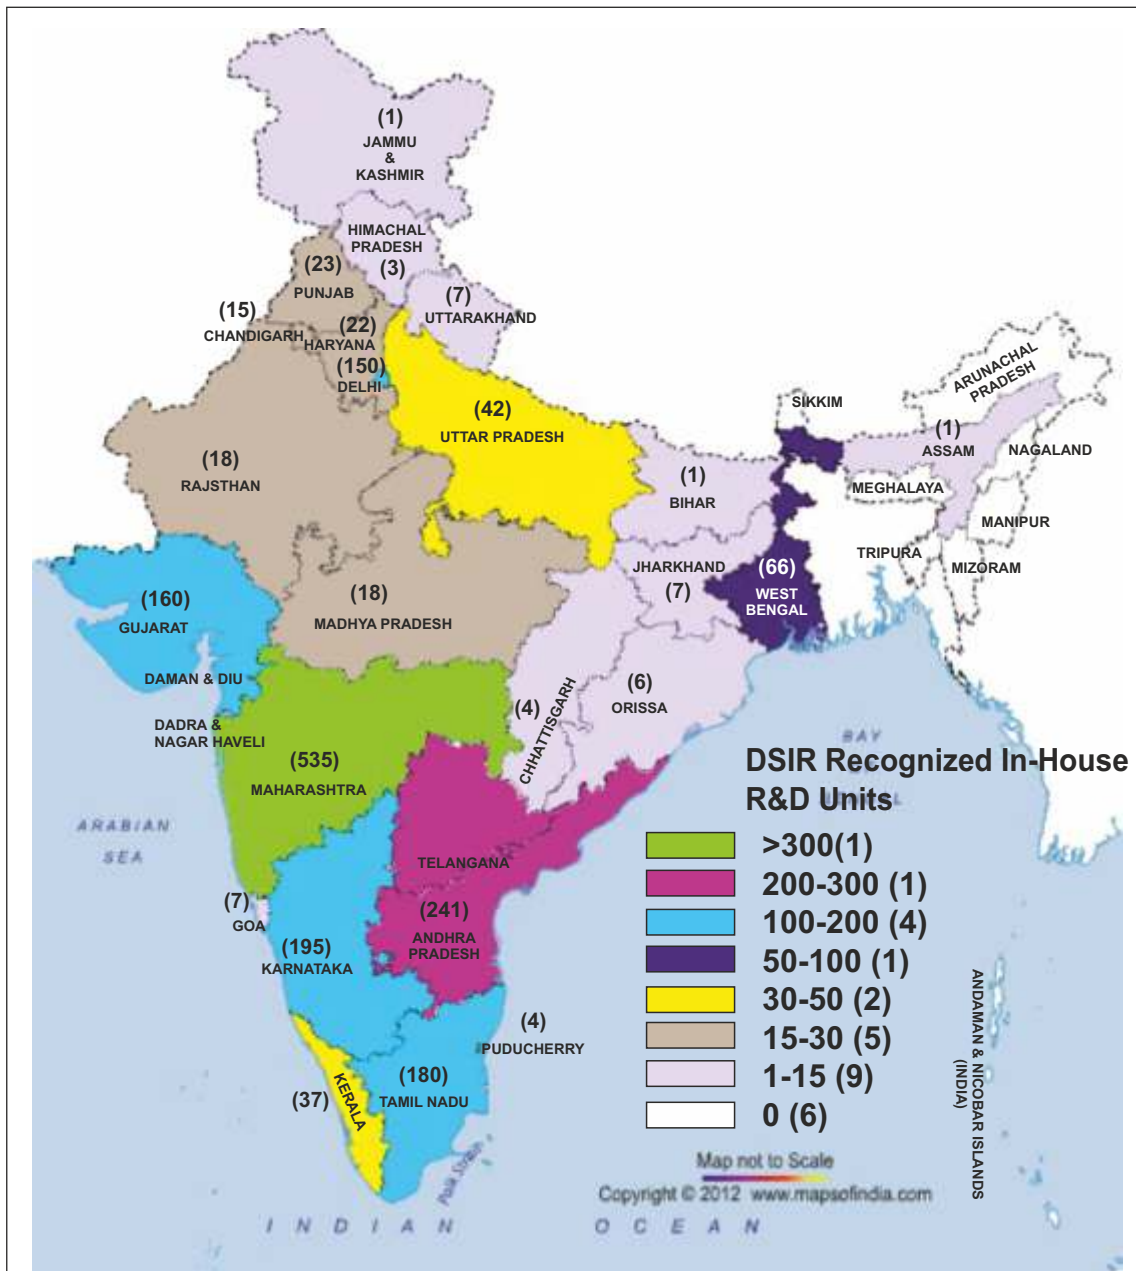 (1)
JAMMU
&
KASHMIR
HIMACHAL
PRADESH
(3)
(23)
PUNJAB
(7)
UTTARAKHAND
(15)
CHANDIGARH
(22)
HARYANA
(150)
DELHI
ARUNACHAL
PRADESH
SIKKIM
(42)
UTTAR PRADESH
(1)
ASSAM
NAGALAND
(18)
RAJSTHAN
(1)
BIHAR
MEGHALAYA
MANIPUR
TRIPURA
MIZORAM
JHARKHAND
(7)
(66)
WEST
BENGAL
(160)
GUJARAT
(18)
MADHYA PRADESH
DAMAN & DIU
(6)
ORISSA
(4)
CHHATTISGARH
DADRA &
NAGAR HAVELI
(535)
MAHARASHTRA
BAY
DSIR Recognized In-House
R&D Units
ARABIAN
SEA
>300(1)
TELANGANA
200-300 (1)
(7)
GOA
(241)
ANDHRA
PRADESH
100-200 (4)
(195)
KARNATAKA
50-100 (1)
30-50 (2)
(4)
PUDUCHERRY
15-30 (5)
(180)
TAMIL NADU
(37)
KERALA
1-15 (9)
0 (6)
ANDAMAN & NICOBAR ISLANDS
(INDIA)
Palk Strait
Map not to Scale
Copyright © 2012 www.mapsofindia.com
INDIAN OCEAN